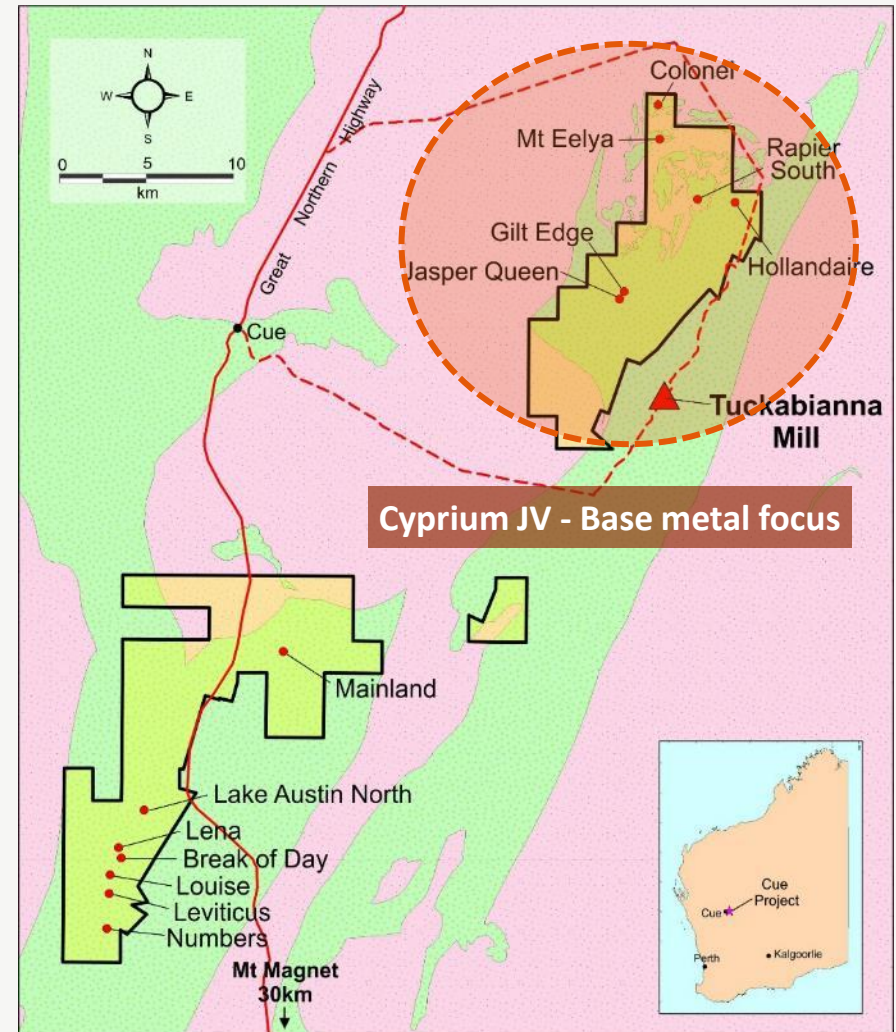 N
W E
S
0 5 10
km
Great Northern Highway
Colonel
Mt Eelya
Rapier
South
Gilt Edge
Jasper Queen
Hollandaire
Cue
Tuckabianna
Mill
Cyprium JV - Base metal focus
Mainland
Lake Austin North
Lena
Break of Day
Louise
Leviticus
Numbers
Mt Magnet
30km
Cue
Project
Cue
Perth
Kalgoorlie